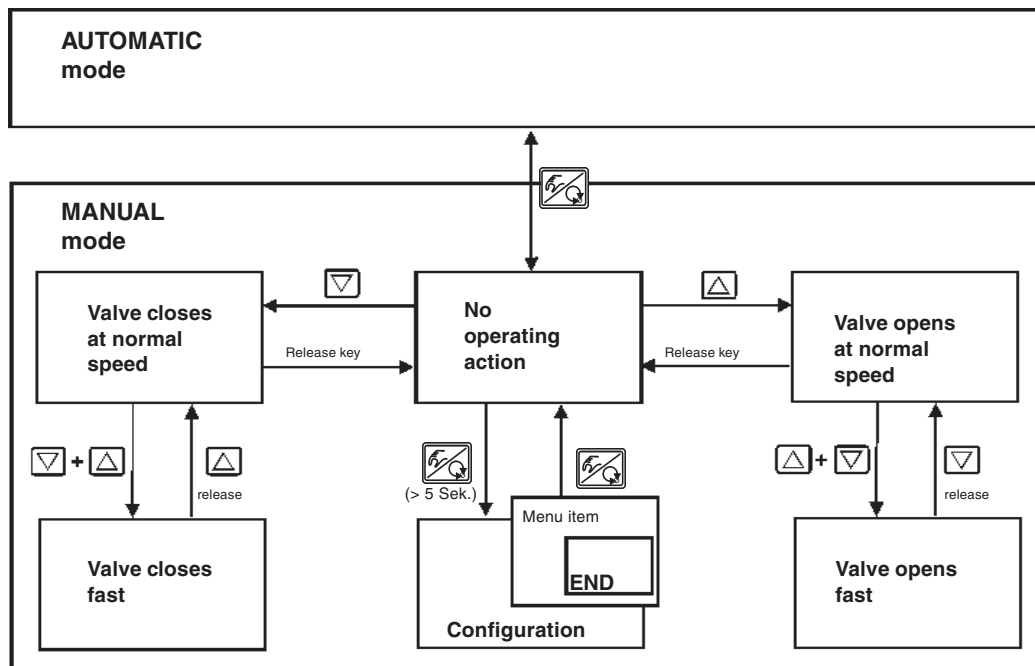 AUTOMATIC
mode
MANUAL
mode
Valve closes
at normal
speed
Release key
No
operating
action
Release key
Valve opens
at normal
speed
+
release
(> 5 Sek.)
+
release
Valve closes
fast
Menu item
END
Configuration
Valve opens
fast